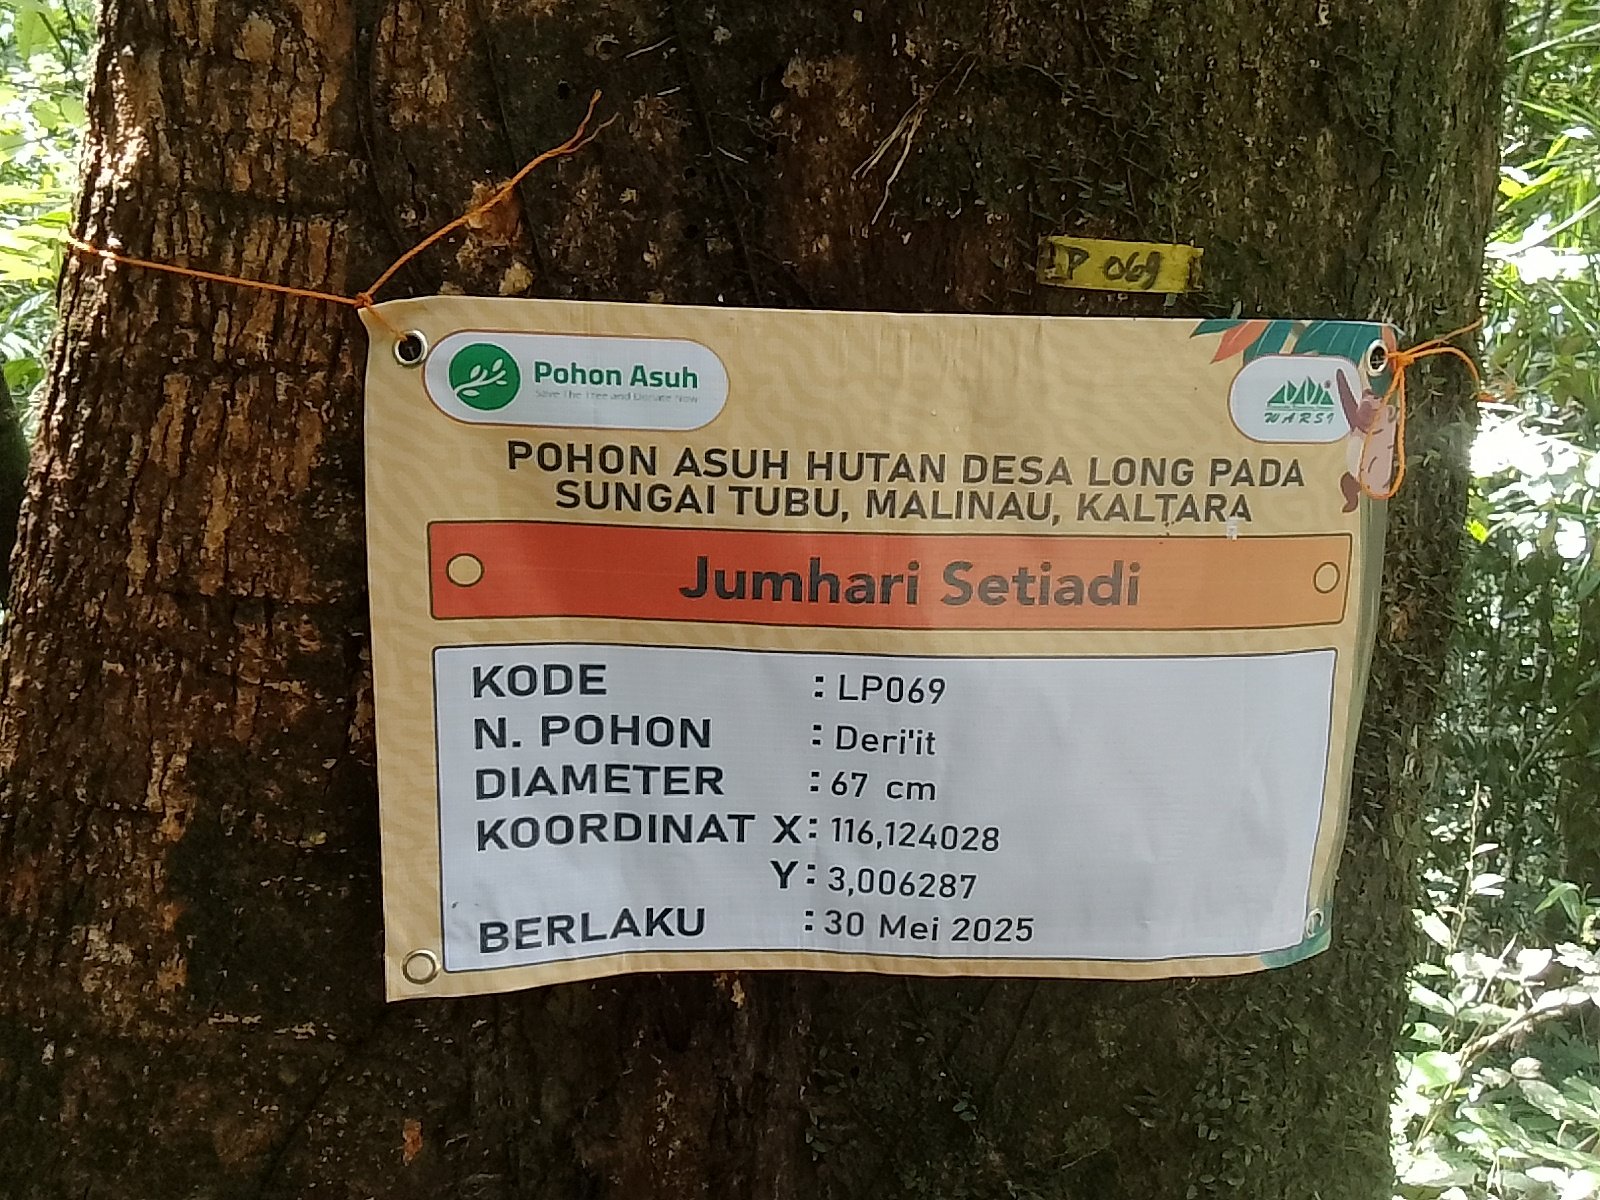 LP 069
Pohon Asuh
Save The Tree and Donate Now
WARSI
POHON ASUH HUTAN DESA LONG PADA
SUNGAI TUBU, MALINAU, KALTARA
Jumhari Setiadi
KODE : LP069
N. POHON : Deri'it
DIAMETER : 67 cm
KOORDINAT X : 116,124028
Y : 3,006287
BERLAKU : 30 Mei 2025